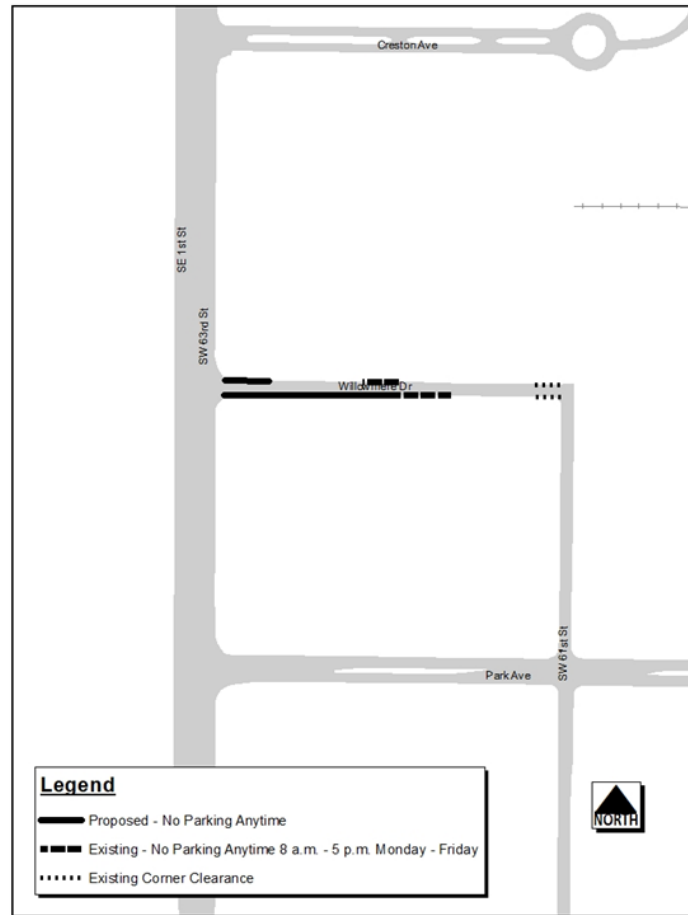 Creston Ave
SE 1st St
SW 63rd St
Willowmere Dr
SW 61st St
Park Ave
Legend
Proposed - No Parking Anytime
Existing - No Parking Anytime 8 a.m. - 5 p.m. Monday - Friday
Existing Corner Clearance
NORTH